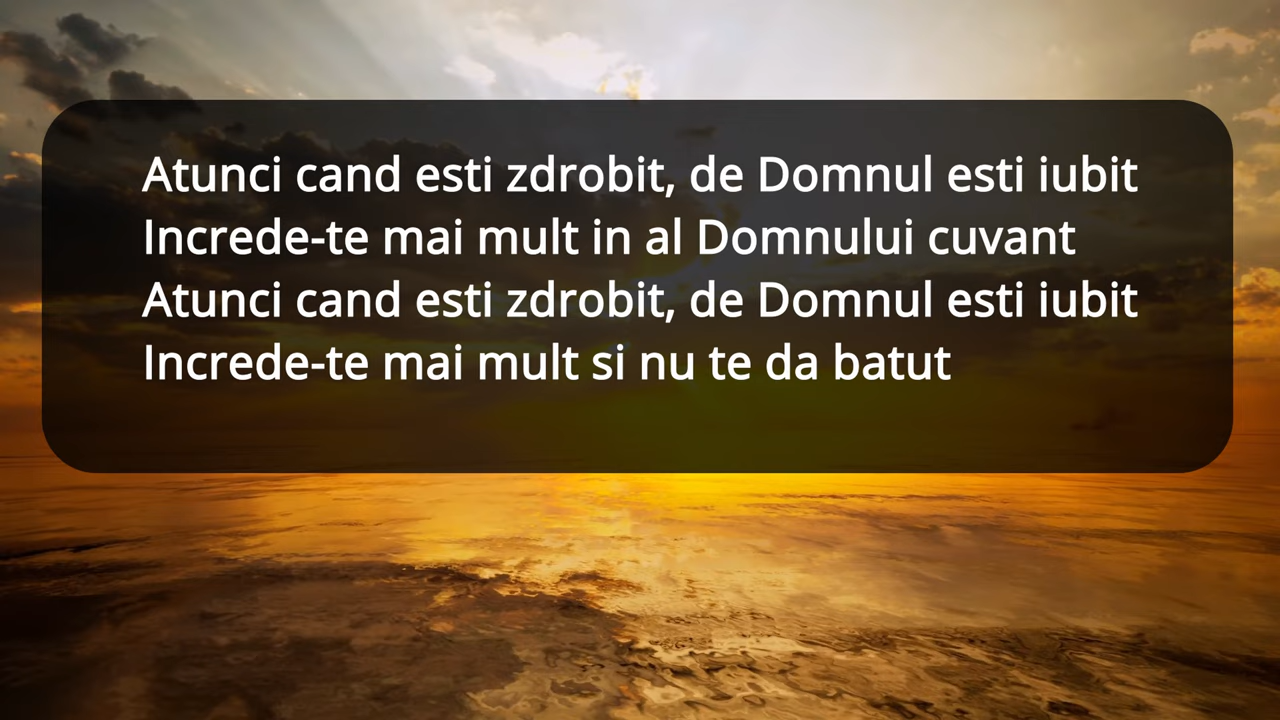 Atunci cand esti zdrobit, de Domnul esti iubit
Increde-te mai mult in al Domnului cuvant
Atunci cand esti zdrobit, de Domnul esti iubit
Increde-te mai mult si nu te da batut